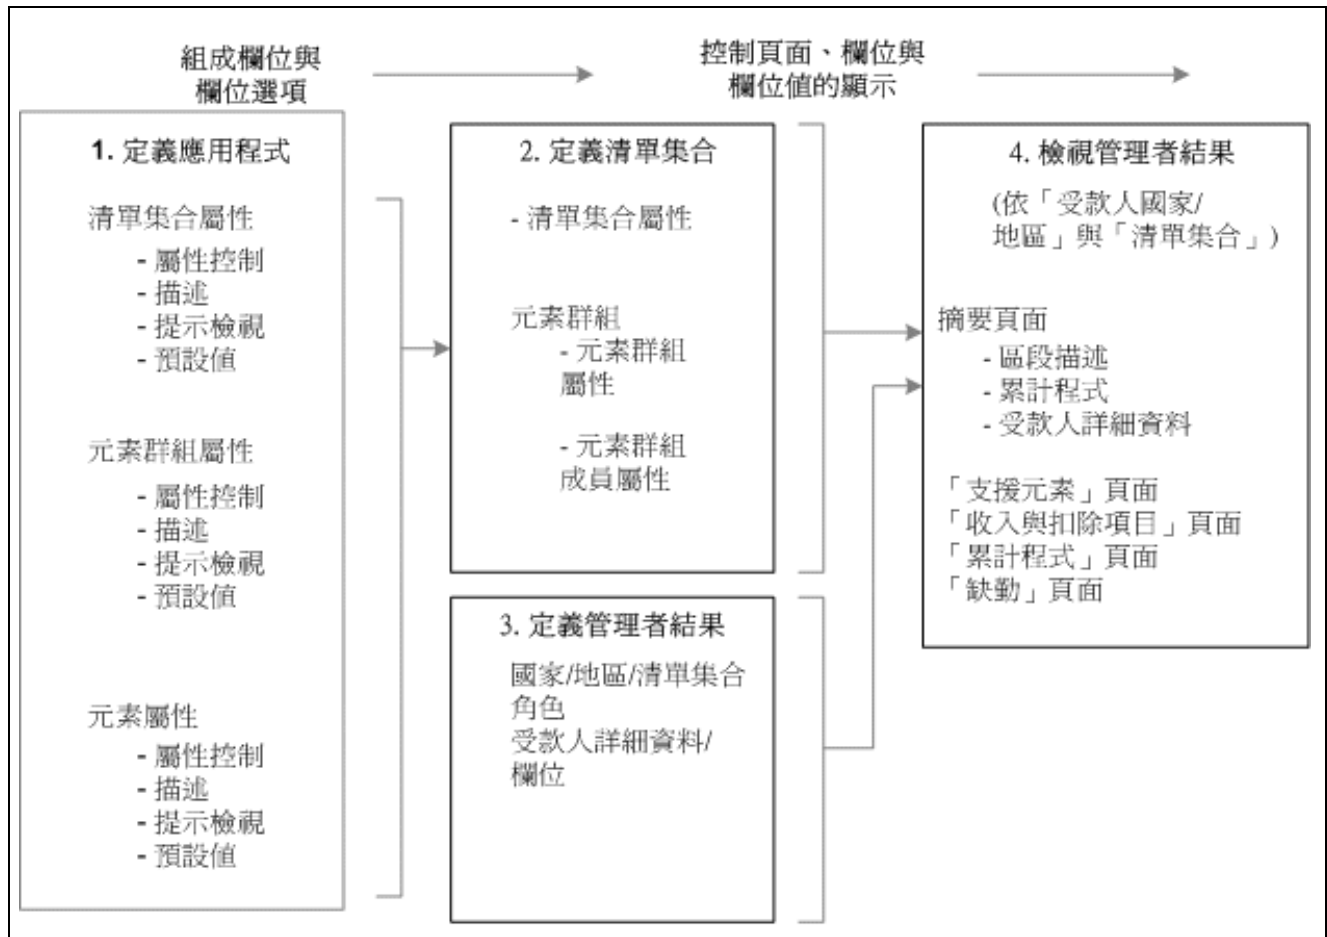 組成欄位與
欄位選項
控制頁面、欄位與
欄位值的顯示
1. 定義應用程式
清單集合屬性
- 屬性控制
- 描述
- 提示檢視
- 預設值
元素群組屬性
- 屬性控制
- 描述
- 提示檢視
- 預設值
元素屬性
- 屬性控制
- 描述
- 提示檢視
- 預設值
2. 定義清單集合
- 清單集合屬性
元素群組
- 元素群組
屬性
- 元素群組
成員屬性
3. 定義管理者結果
國家/地區/清單集合
角色
受款人詳細資料/
欄位
4. 檢視管理者結果
(依「受款人國家/
地區」與「清單集合」)
摘要頁面
- 區段描述
- 累計程式
- 受款人詳細資料
「支援元素」頁面
「收入與扣除項目」頁面
「累計程式」頁面
「缺勤」頁面